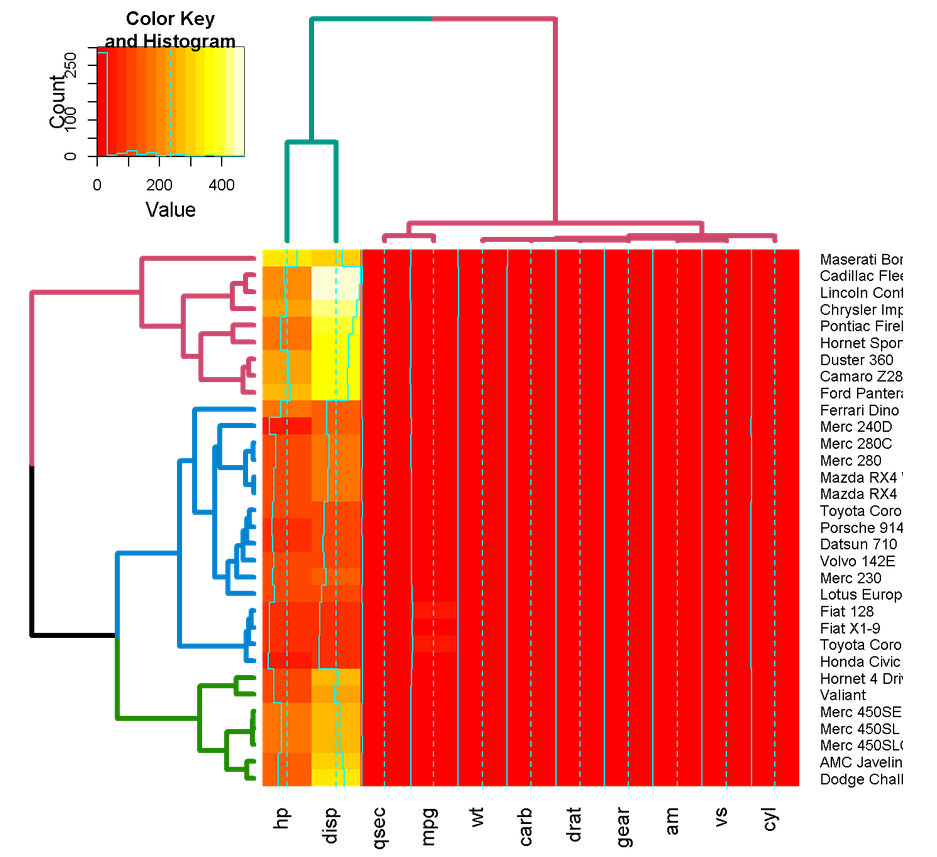 Color Key
and Histogram
Count
0
100
250
0
200
400
Value
Maserati Bor
Cadillac Flee
Lincoln Cont
Chrysler Imp
Pontiac Fireb
Hornet Spor
Duster 360
Camaro Z28
Ford Pantera
Ferrari Dino
Merc 240D
Merc 280C
Merc 280
Mazda RX4 W
Mazda RX4
Toyota Coro
Porsche 914
Datsun 710
Volvo 142E
Merc 230
Lotus Europ
Fiat 128
Fiat X1-9
Toyota Coro
Honda Civic
Hornet 4 Driv
Valiant
Merc 450SE
Merc 450SL
Merc 450SLC
AMC Javelin
Dodge Chall
hp
disp
qsec
mpg
wt
carb
drat
gear
am
vs
cyl